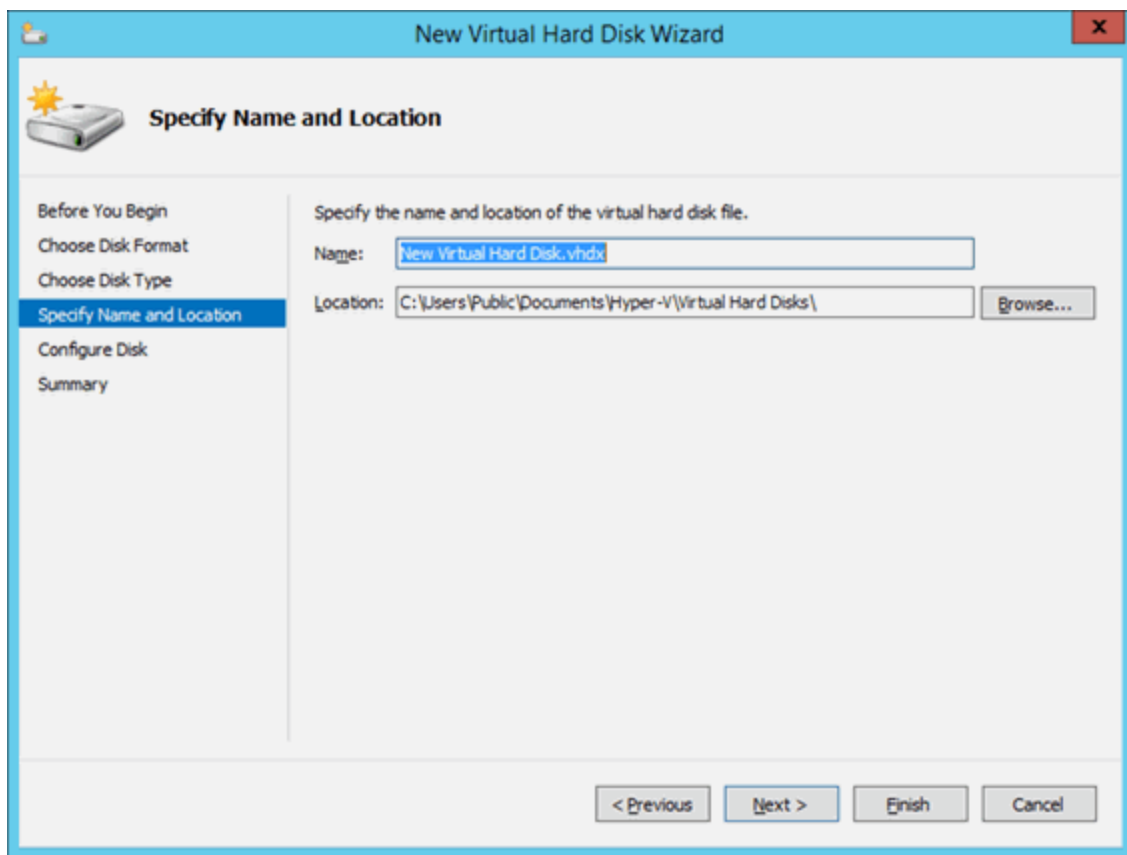 New Virtual Hard Disk Wizard
x
Specify Name and Location
Before You Begin
Choose Disk Format
Choose Disk Type
Specify Name and Location
Configure Disk
Summary
Specify the name and location of the virtual hard disk file.
Name: New Virtual Hard Disk.vhdx
Location: C:\Users\Public\Documents\Hyper-V\Virtual Hard Disks\ Browse...
< Previous Next > Finish Cancel